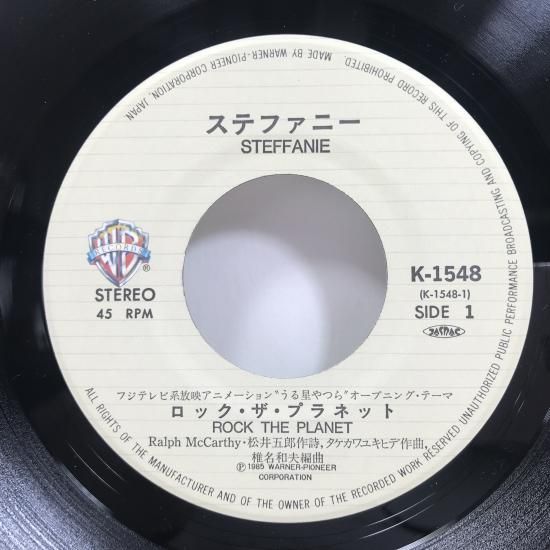 MADE BY WARNER-PIONEER CORPORATION, JAPAN
ステファニー
STEFFANIE
WB
RECORDS
®
STEREO
45 RPM
K-1548
(K-1548-1)
SIDE 1
JASRAC
フジテレビ系放映アニメーション“うる星やつら”オープニング・テーマ
ロック・ザ・プラネット
ROCK THE PLANET
Ralph McCarthy・松井五郎作詩, タケカワユキヒデ作曲,
椎名和夫編曲
Ⓟ1985 WARNER-PIONEER
CORPORATION
ALL RIGHTS OF THE MANUFACTURER AND OF THE OWNER OF THE RECORDED WORK RESERVED UNAUTHORIZED PUBLIC PERFORMANCE BROADCASTING AND COPYING OF THIS RECORD PROHIBITED